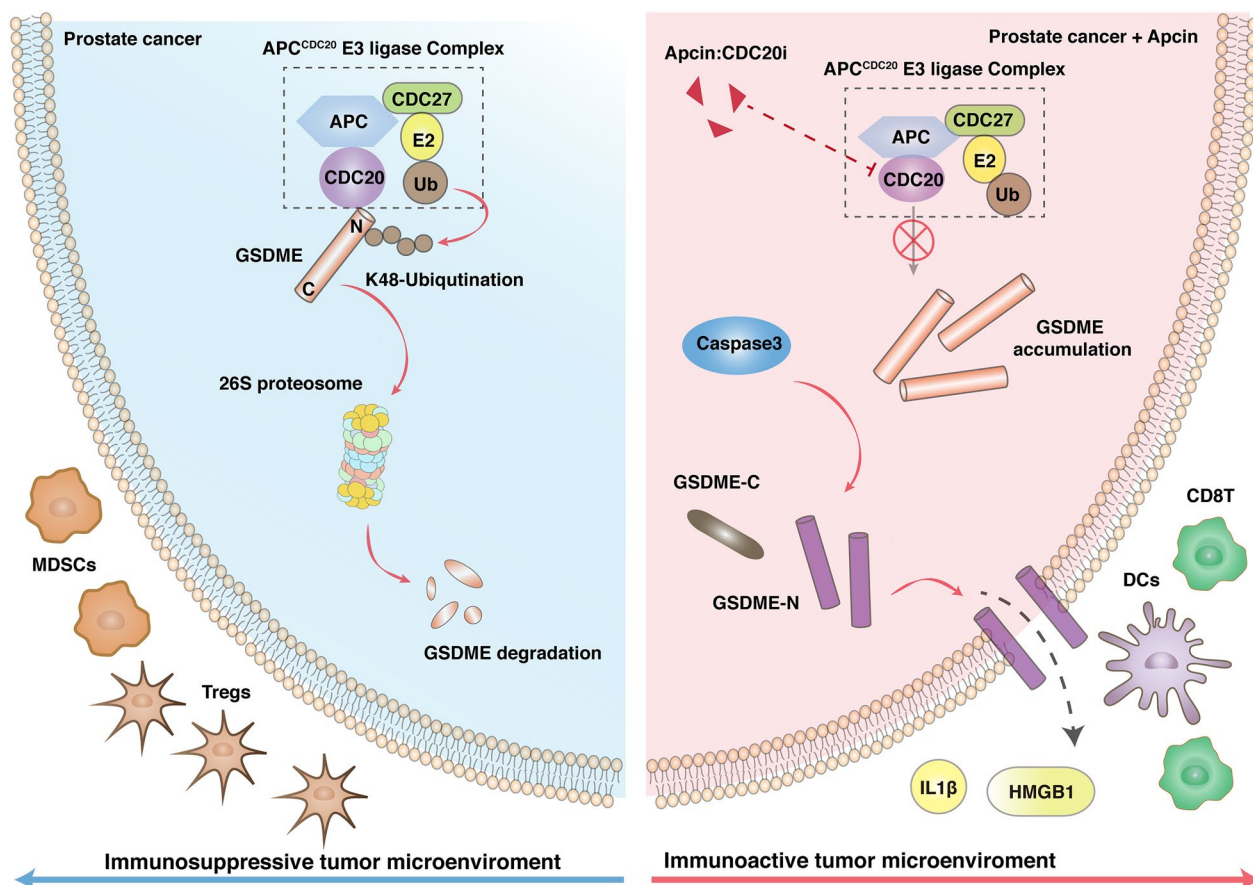 Prostate cancer
APCCDC20 E3 ligase Complex
CDC27
APC
E2
CDC20
Ub
N
GSDME
C
K48-Ubiqutination
26S proteosome
GSDME degradation
MDSCs
Tregs
Immunosuppressive tumor microenviroment
Prostate cancer + Apcin
Apcin:CDC20i
APCCDC20 E3 ligase Complex
CDC27
APC
E2
CDC20
Ub
GSDME
accumulation
Caspase3
GSDME-C
GSDME-N
CD8T
DCs
IL1β
HMGB1
Immunoactive tumor microenviroment